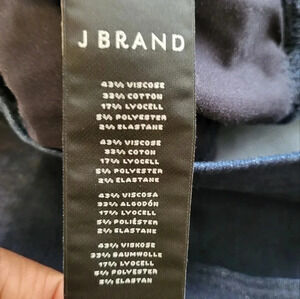 J BRAND
43% VISCOSE
33% COTTON
17% LYOCELL
5% POLYESTER
2% ELASTANE
43% VISCOSE
33% COTON
17% LYOCELL
5% POLYESTER
2% ELASTANE
43% VISCOSA
33% ALGODÓN
17% LYOCELL
5% POLIÉSTER
2% ELASTANE
43% VISKOSE
33% BAUMWOLLE
17% LYOCELL
5% POLYESTER
2% ELASTAN